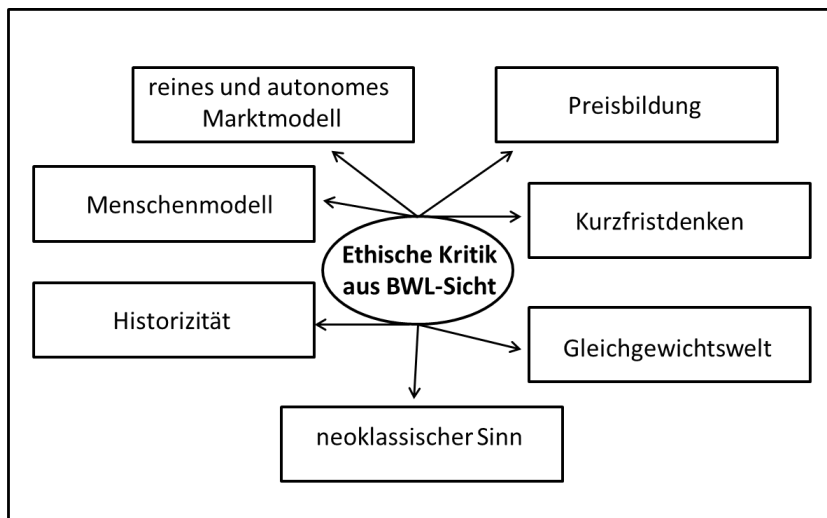 reines und autonomes
Marktmodell
Preisbildung
Menschenmodell
Kurzfristdenken
Ethische Kritik
aus BWL-Sicht
Historizität
Gleichgewichtswelt
neoklassischer Sinn